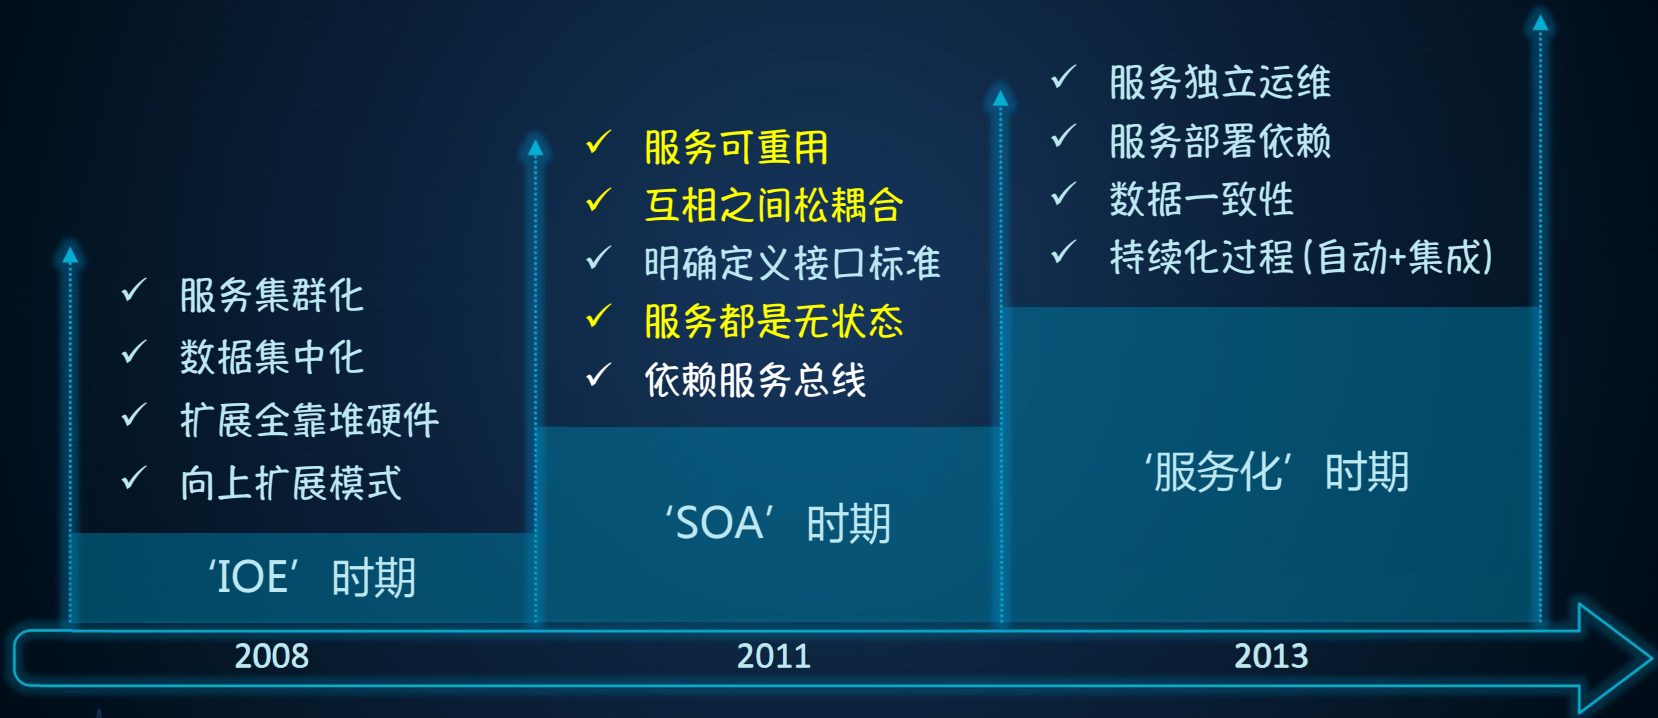 服务集群化
数据集中化
扩展全靠堆硬件
向上扩展模式
‘IOE’ 时期
2008
服务可重用
互相之间松耦合
明确定义接口标准
服务都是无状态
依赖服务总线
‘SOA’ 时期
2011
服务独立运维
服务部署依赖
数据一致性
持续化过程(自动+集成)
‘服务化’ 时期
2013